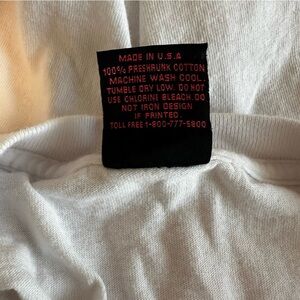 MADE IN U.S.A
100% PRESHRUNK COTTON
MACHINE WASH COOL.
TUMBLE DRY LOW. DO NOT
USE CHLORINE BLEACH. DO
NOT IRON DESIGN
IF PRINTED.
TOLL FREE 1-800-777-5800